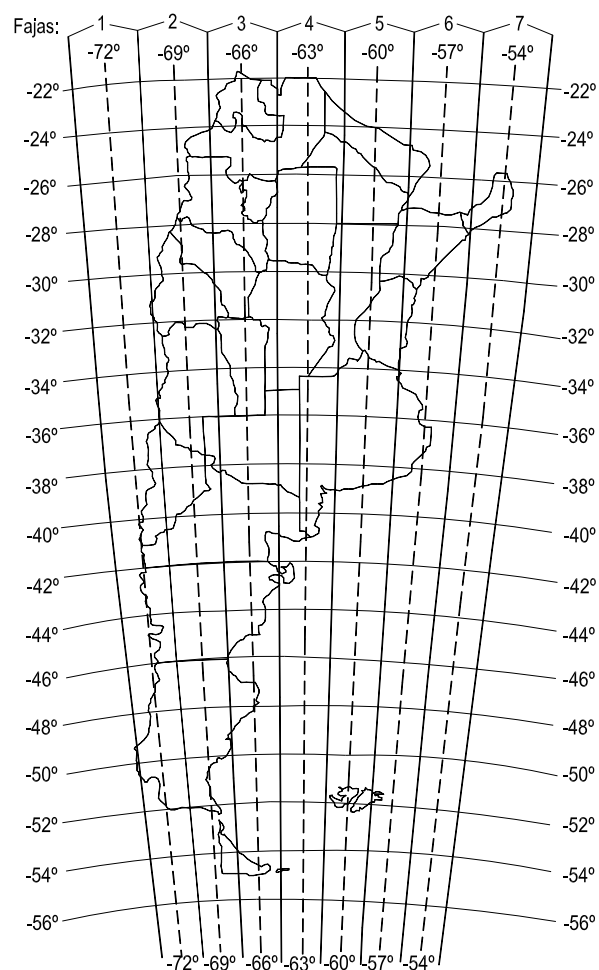 Fajas: 1 2 3 4 5 6 7
-72º -69º -66º -63º -60º -57º -54º
-22º -22º
-24º -24º
-26º -26º
-28º -28º
-30º -30º
-32º -32º
-34º -34º
-36º -36º
-38º -38º
-40º -40º
-42º -42º
-44º -44º
-46º -46º
-48º -48º
-50º -50º
-52º -52º
-54º -54º
-56º -56º
-72º -69º -66º -63º -60º -57º -54º